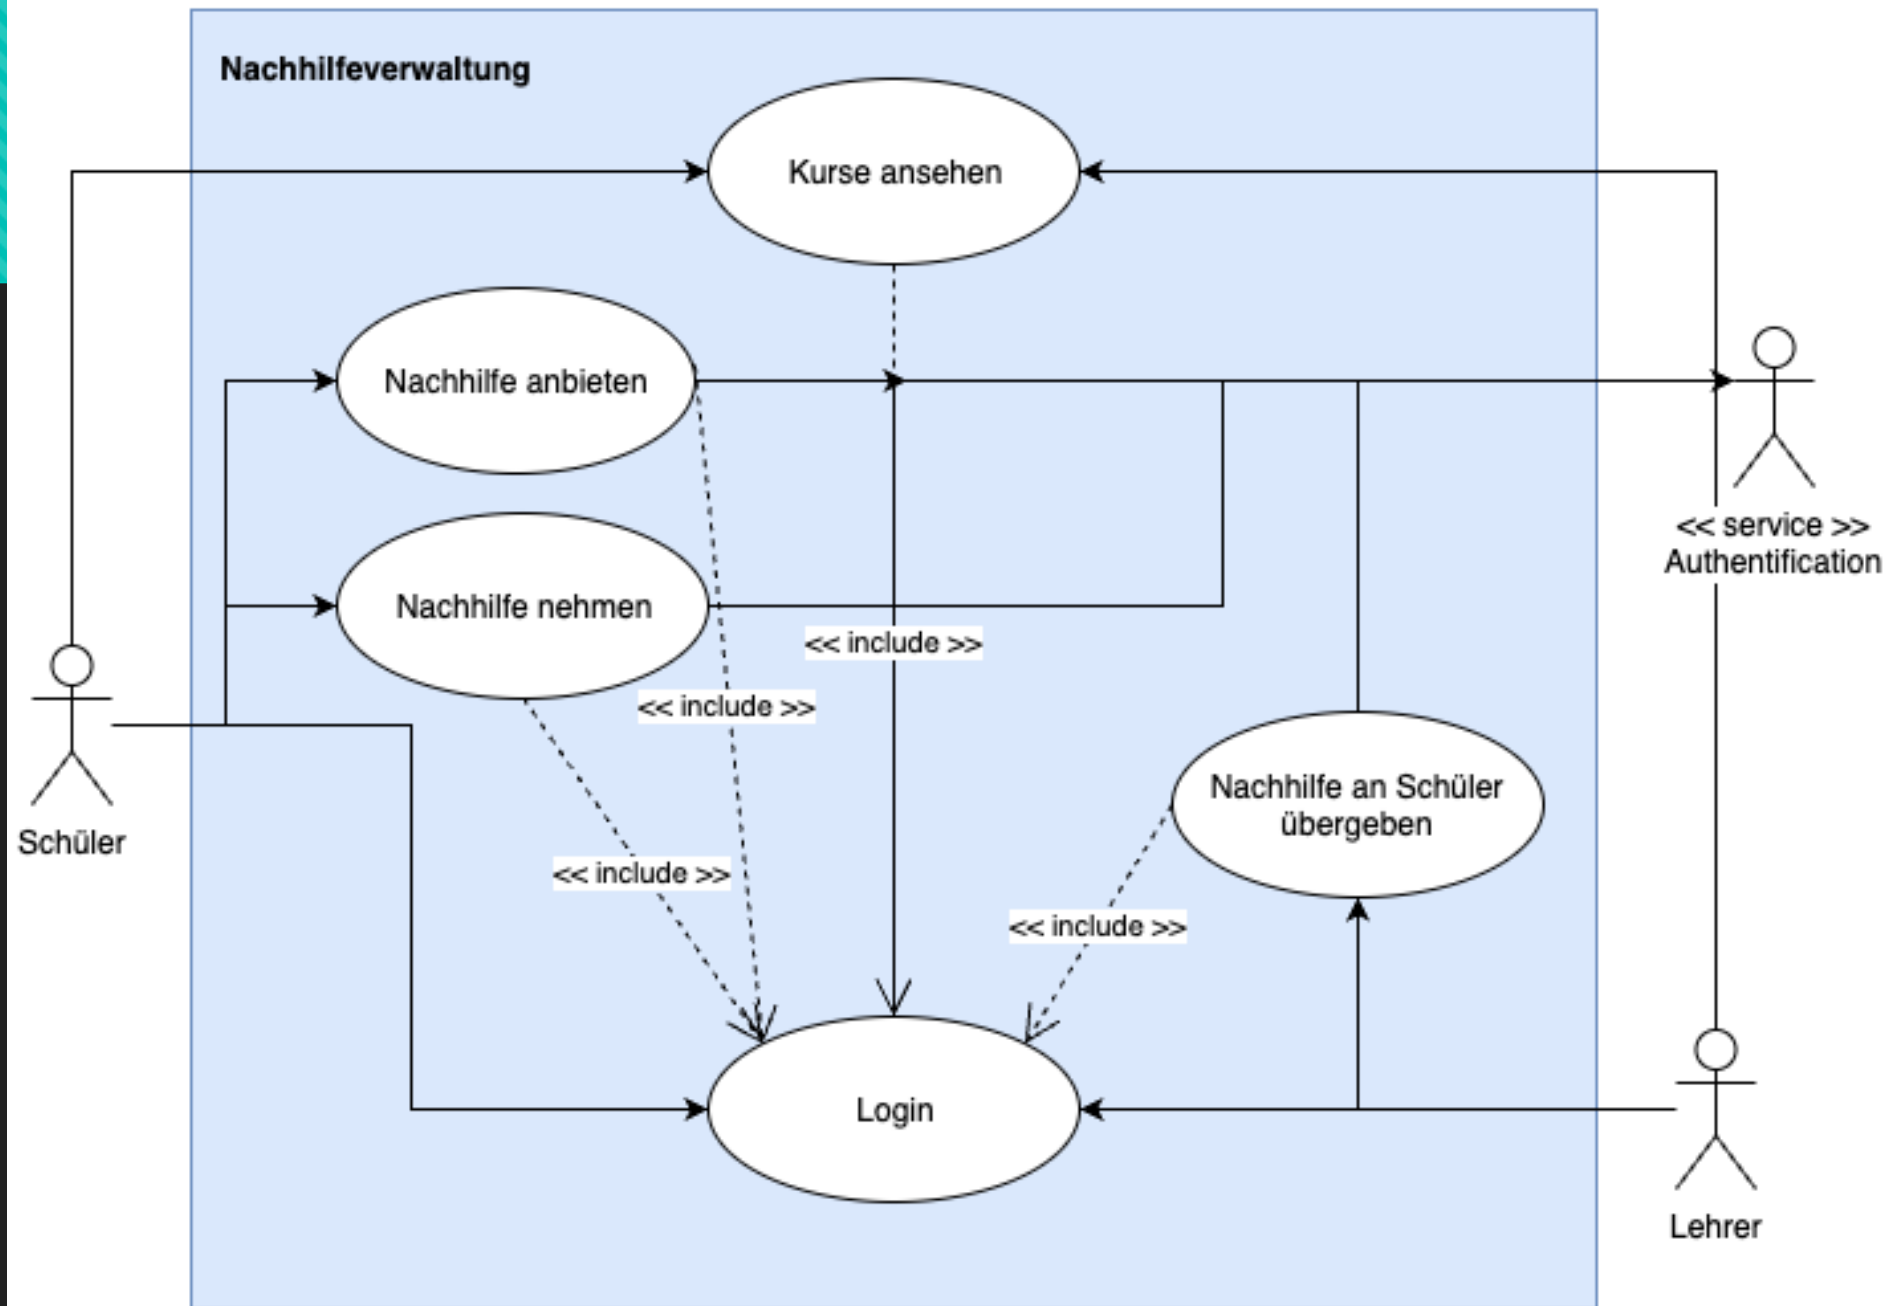 Nachhilfeverwaltung
Kurse ansehen
Nachhilfe anbieten
<< service >>
Authentification
Nachhilfe nehmen
<< include >>
<< include >>
Nachhilfe an Schüler
übergeben
Schüler
<< include >>
<< include >>
Login
Lehrer